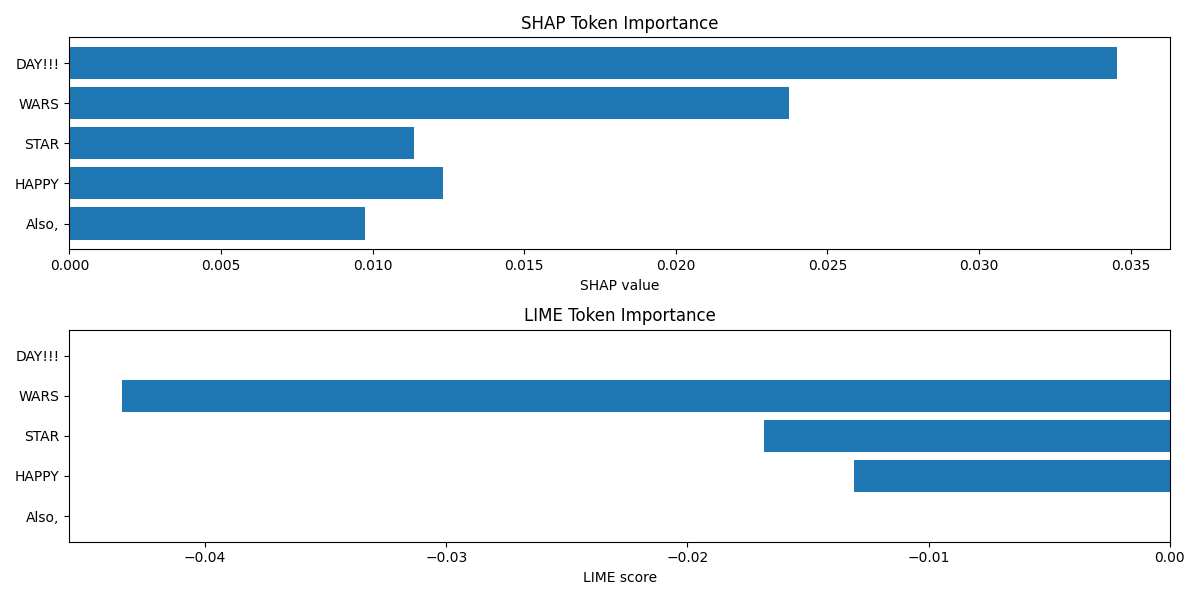 SHAP Token Importance
DAY!!!
WARS
STAR
HAPPY
Also,
0.000 0.005 0.010 0.015 0.020 0.025 0.030 0.035
SHAP value
LIME Token Importance
DAY!!!
WARS
STAR
HAPPY
Also,
−0.04 −0.03 −0.02 −0.01 0.00
LIME score